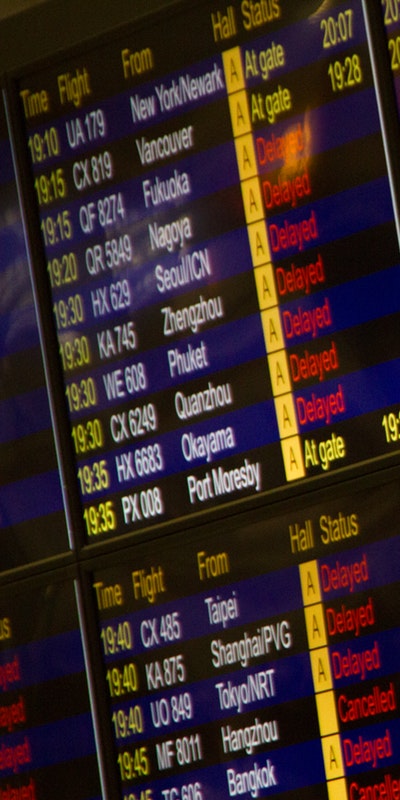 Time Flight From Hall Status
19:10 UA 179 New York/Newark A At gate 20:07
19:15 CX 819 Vancouver A At gate 19:28
19:15 QF 8274 Fukuoka A Delayed
19:20 QR 5849 Nagoya A Delayed
19:30 HX 629 Seoul/ICN A Delayed
19:30 KA 745 Zhengzhou A Delayed
19:30 WE 608 Phuket A Delayed
19:30 CX 6249 Quanzhou A Delayed
19:35 HX 6683 Okayama A Delayed
19:35 PX 008 Port Moresby A At gate 19:
Time Flight From Hall Status
19:40 CX 485 Taipei A Delayed
19:40 KA 875 Shanghai/PVG A Delayed
19:40 UO 849 Tokyo/NRT A Delayed
19:45 MF 8011 Hangzhou Cancelled
19:45 TG 606 Bangkok A Delayed